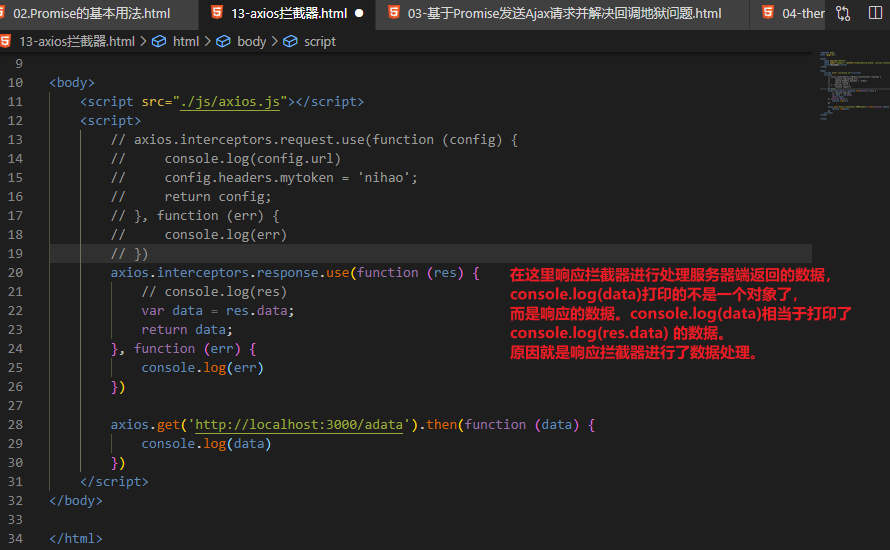 02.Promise的基本用法.html
13-axios拦截器.html
03-基于Promise发送Ajax请求并解决回调地狱问题.html
04-ther
13-axios拦截器.html > html > body > script
9
10 <body>
11 <script src="./js/axios.js"></script>
12 <script>
13 // axios.interceptors.request.use(function (config) {
14 //     console.log(config.url)
15 //     config.headers.mytoken = 'nihao';
16 //     return config;
17 // }, function (err) {
18 //     console.log(err)
19 // })
20 axios.interceptors.response.use(function (res) {
21 // console.log(res)
22 var data = res.data;
23 return data;
24 }, function (err) {
25 console.log(err)
26 })
27
28 axios.get('http://localhost:3000/adata').then(function (data) {
29 console.log(data)
30 })
31 </script>
32 </body>
33
34 </html>
在这里响应拦截器进行处理服务器端返回的数据，
console.log(data)打印的不是一个对象了，
而是响应的数据。console.log(data)相当于打印了
console.log(res.data) 的数据。
原因就是响应拦截器进行了数据处理。